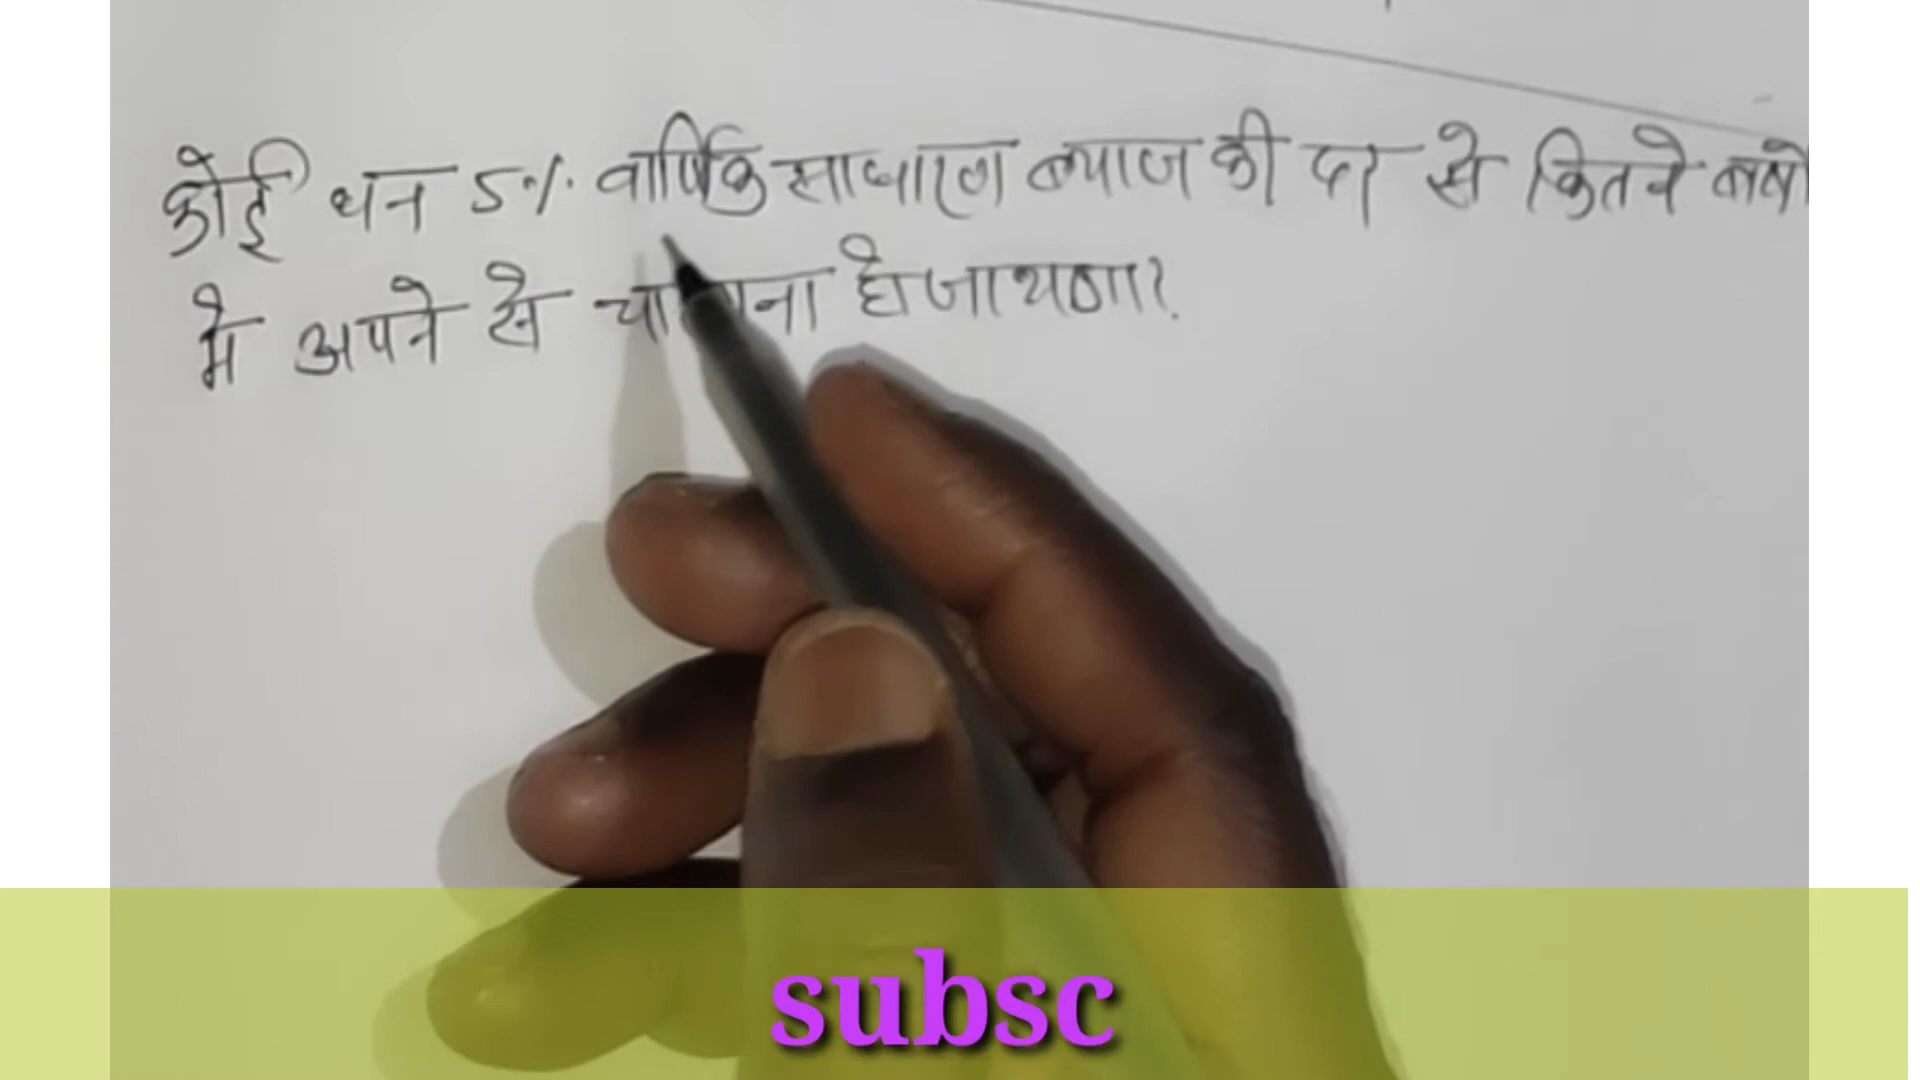 कोई धन 5% वार्षिक साधारण ब्याज की दर से कितने वर्षो
मे अपने से हो जायेगा?
subsc